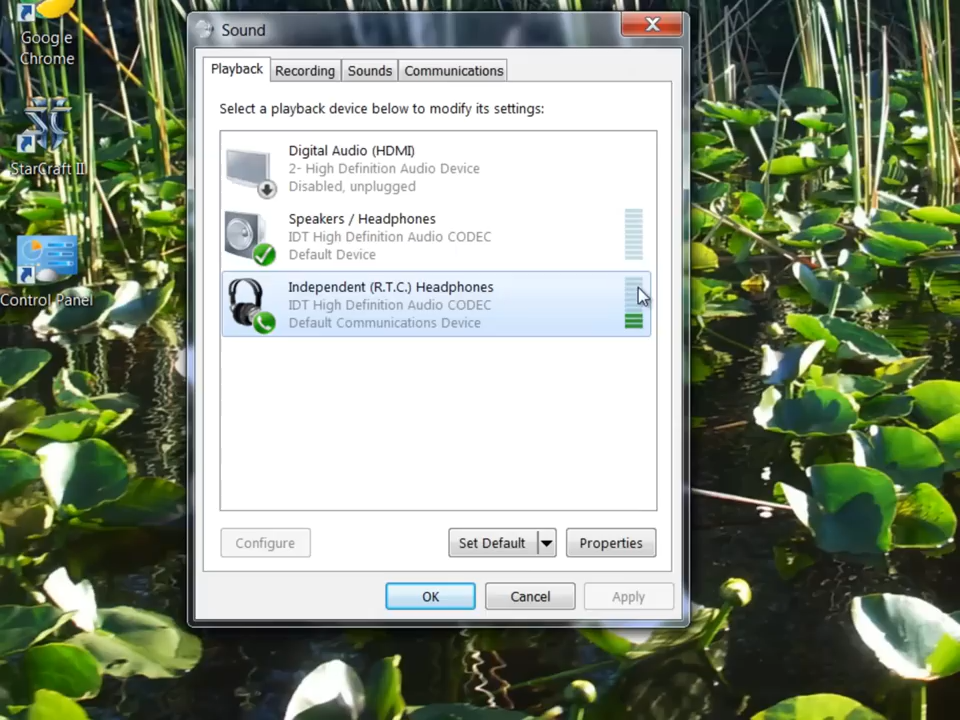 Google
Chrome
StarCraft II
Control Panel
Sound
Playback
Recording
Sounds
Communications
Select a playback device below to modify its settings:
Digital Audio (HDMI)
2- High Definition Audio Device
Disabled, unplugged
Speakers / Headphones
IDT High Definition Audio CODEC
Default Device
Independent (R.T.C.) Headphones
IDT High Definition Audio CODEC
Default Communications Device
Configure
Set Default
Properties
OK
Cancel
Apply